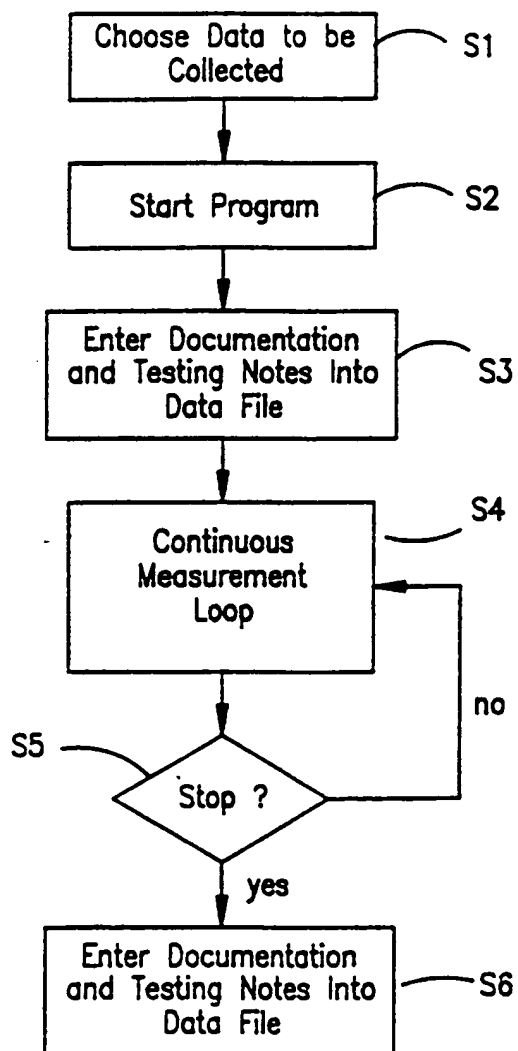 Choose Data to be
Collected
S1
Start Program
S2
Enter Documentation
and Testing Notes Into
Data File
S3
Continuous
Measurement
Loop
S4
no
S5
Stop ?
yes
Enter Documentation
and Testing Notes Into
Data File
S6